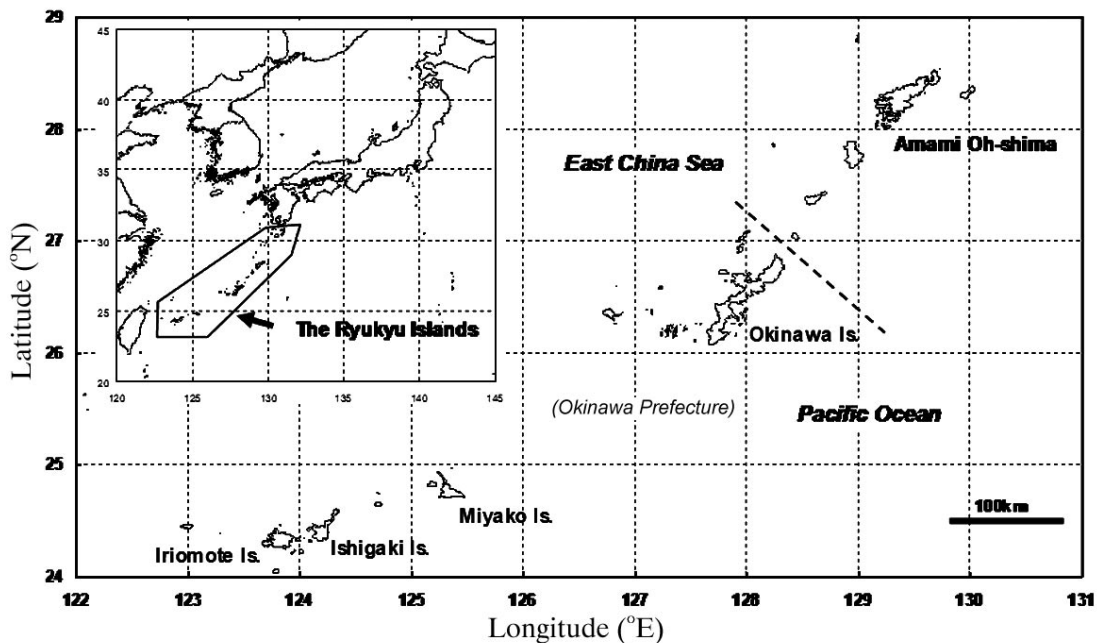 29
28
27
26
25
24
Latitude (°N)
45
40
35
30
25
20
120
125
130
135
140
145
The Ryukyu Islands
East China Sea
Amami Oh-shima
Okinawa Is.
(Okinawa Prefecture)
Pacific Ocean
Miyako Is.
Ishigaki Is.
Iriomote Is.
100km
122
123
124
125
126
127
128
129
130
131
Longitude (°E)